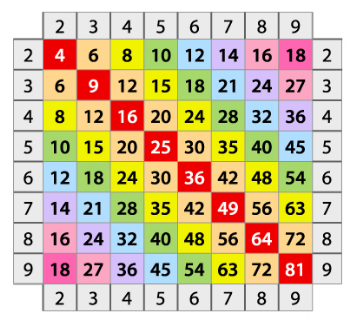 2 3 4 5 6 7 8 9
2 4 6 8 10 12 14 16 18 2
3 6 9 12 15 18 21 24 27 3
4 8 12 16 20 24 28 32 36 4
5 10 15 20 25 30 35 40 45 5
6 12 18 24 30 36 42 48 54 6
7 14 21 28 35 42 49 56 63 7
8 16 24 32 40 48 56 64 72 8
9 18 27 36 45 54 63 72 81 9
2 3 4 5 6 7 8 9